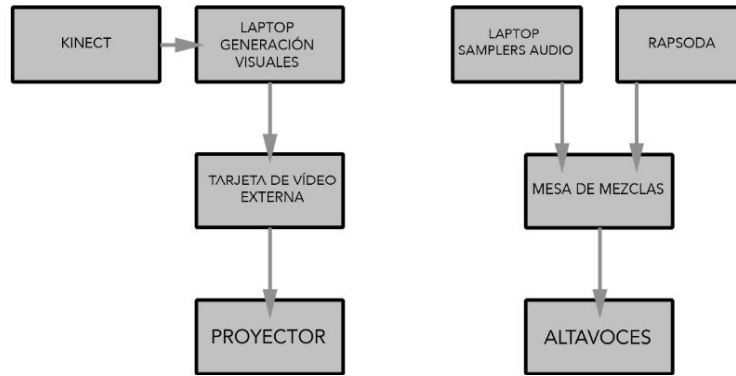 KINECT
LAPTOP
GENERACIÓN
VISUALES
LAPTOP
SAMPLERS AUDIO
RAPSODA
TARJETA DE VÍDEO
EXTERNA
MESA DE MEZCLAS
PROYECTOR
ALTAVOCES